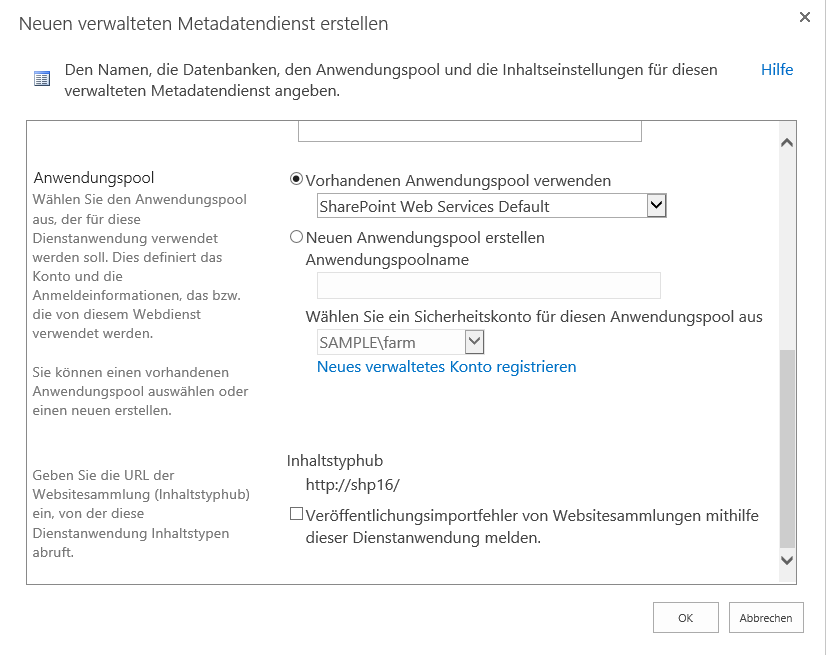 Neuen verwalteten Metadatendienst erstellen
Den Namen, die Datenbanken, den Anwendungspool und die Inhaltseinstellungen für diesen
verwalteten Metadatendienst angeben.
Hilfe
Anwendungspool
Wählen Sie den Anwendungspool
aus, der für diese
Dienstanwendung verwendet
werden soll. Dies definiert das
Konto und die
Anmeldeinformationen, das bzw.
die von diesem Webdienst
verwendet werden.
Sie können einen vorhandenen
Anwendungspool auswählen oder
einen neuen erstellen.
Vorhandenen Anwendungspool verwenden
SharePoint Web Services Default
Neuen Anwendungspool erstellen
Anwendungspoolname
Wählen Sie ein Sicherheitskonto für diesen Anwendungspool aus
SAMPLE\farm
Neues verwaltetes Konto registrieren
Geben Sie die URL der
Websitesammlung (Inhaltstyphub)
ein, von der diese
Dienstanwendung Inhaltstypen
abruft.
Inhaltstyphub
http://shp16/
Veröffentlichungsimportfehler von Websitesammlungen mithilfe
dieser Dienstanwendung melden.
OK
Abbrechen